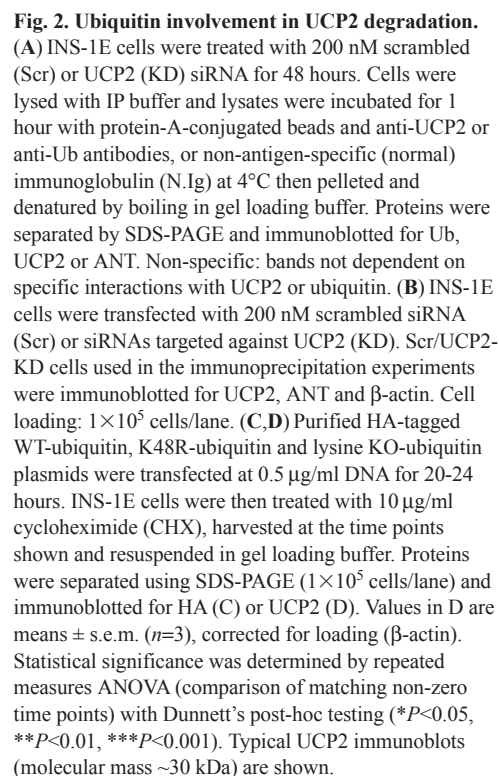 Fig. 2. Ubiquitin involvement in UCP2 degradation.
(A) INS-1E cells were treated with 200 nM scrambled
(Scr) or UCP2 (KD) siRNA for 48 hours. Cells were
lysed with IP buffer and lysates were incubated for 1
hour with protein-A-conjugated beads and anti-UCP2 or
anti-Ub antibodies, or non-antigen-specific (normal)
immunoglobulin (N.Ig) at 4°C then pelleted and
denatured by boiling in gel loading buffer. Proteins were
separated by SDS-PAGE and immunoblotted for Ub,
UCP2 or ANT. Non-specific: bands not dependent on
specific interactions with UCP2 or ubiquitin. (B) INS-1E
cells were transfected with 200 nM scrambled siRNA
(Scr) or siRNAs targeted against UCP2 (KD). Scr/UCP2-
KD cells used in the immunoprecipitation experiments
were immunoblotted for UCP2, ANT and β-actin. Cell
loading: 1×10⁵ cells/lane. (C,D) Purified HA-tagged
WT-ubiquitin, K48R-ubiquitin and lysine KO-ubiquitin
plasmids were transfected at 0.5 μg/ml DNA for 20-24
hours. INS-1E cells were then treated with 10 μg/ml
cycloheximide (CHX), harvested at the time points
shown and resuspended in gel loading buffer. Proteins
were separated using SDS-PAGE (1×10⁵ cells/lane) and
immunoblotted for HA (C) or UCP2 (D). Values in D are
means ± s.e.m. (n=3), corrected for loading (β-actin).
Statistical significance was determined by repeated
measures ANOVA (comparison of matching non-zero
time points) with Dunnett's post-hoc testing (*P<0.05,
**P<0.01, ***P<0.001). Typical UCP2 immunoblots
(molecular mass ~30 kDa) are shown.